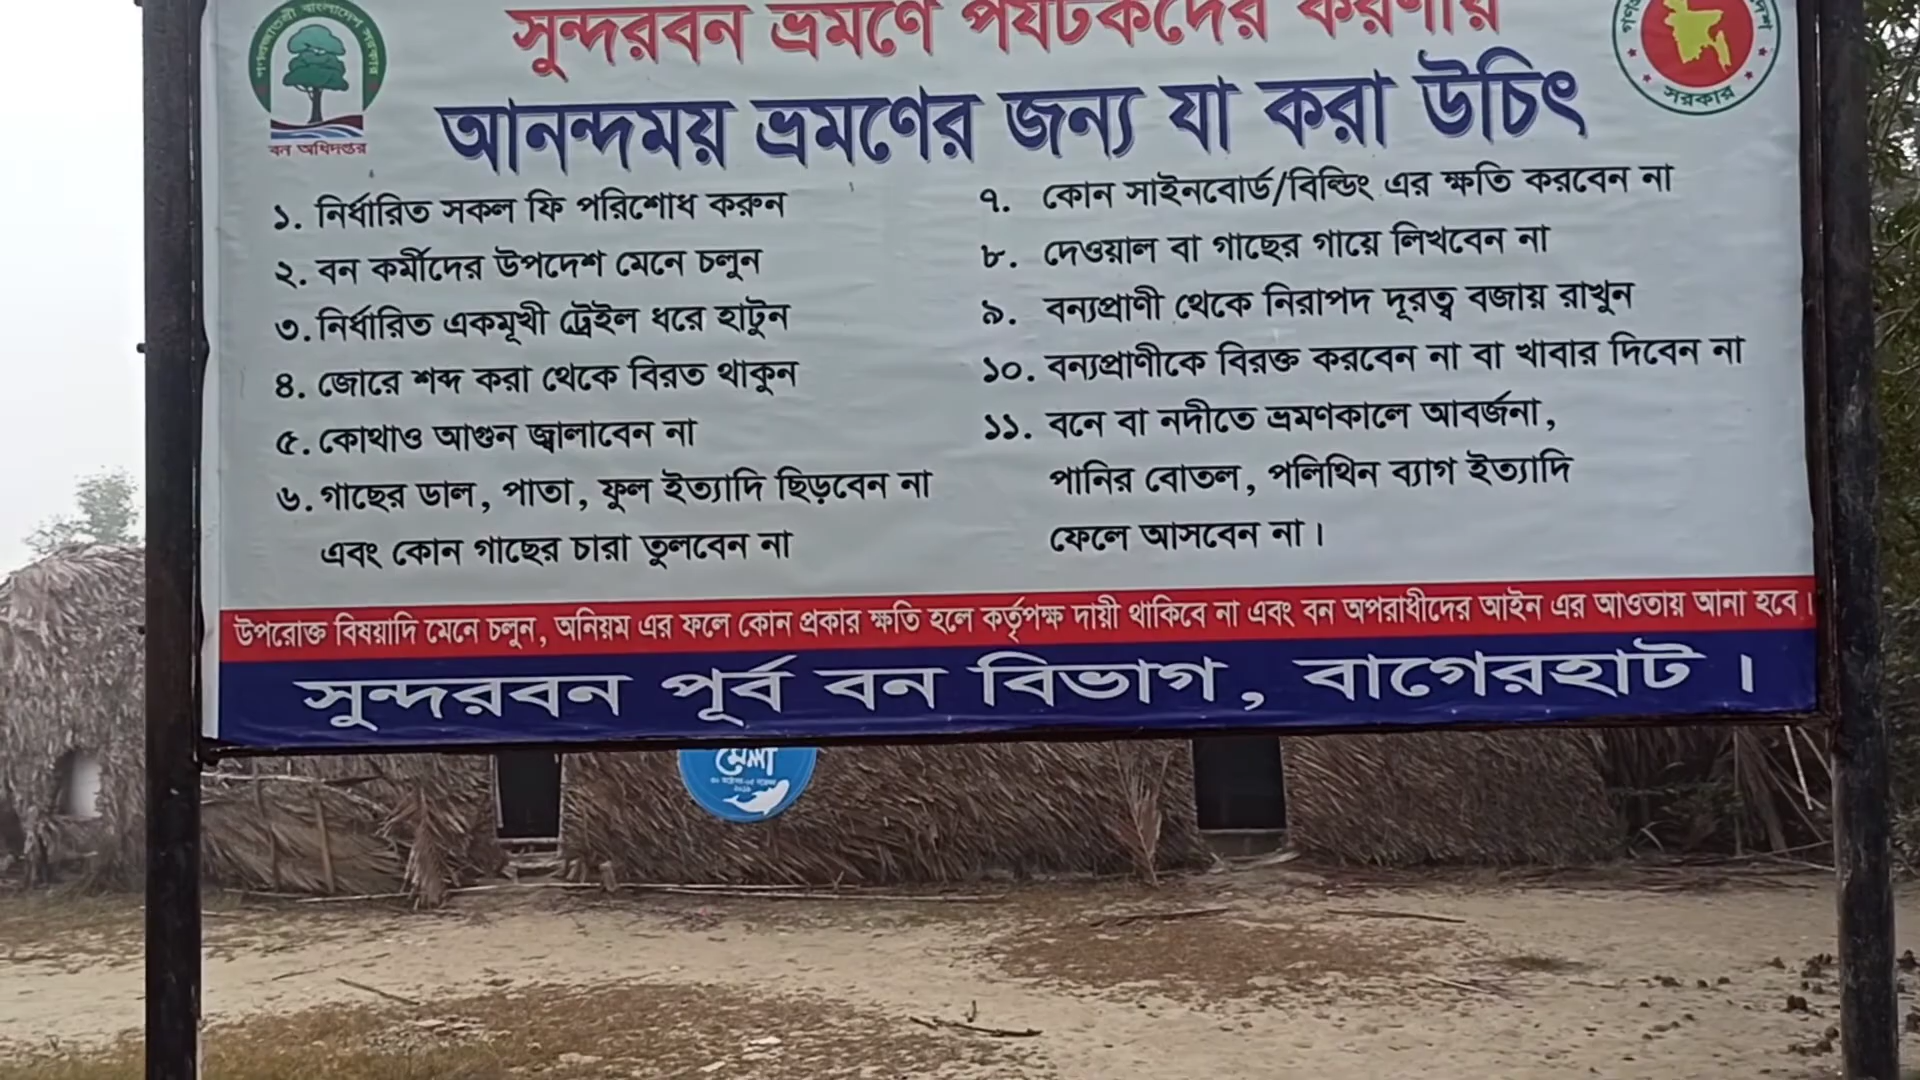 সুন্দরবন ভ্রমণে পর্যটকদের করণীয়
আনন্দময় ভ্রমণের জন্য যা করা উচিৎ
বন অধিদপ্তর
সরকার
১. নির্ধারিত সকল ফি পরিশোধ করুন
২. বন কর্মীদের উপদেশ মেনে চলুন
৩. নির্ধারিত একমূখী ট্রেইল ধরে হাটুন
৪. জোরে শব্দ করা থেকে বিরত থাকুন
৫. কোথাও আগুন জ্বালাবেন না
৬. গাছের ডাল, পাতা, ফুল ইত্যাদি ছিড়বেন না
এবং কোন গাছের চারা তুলবেন না
৭. কোন সাইনবোর্ড/বিল্ডিং এর ক্ষতি করবেন না
৮. দেওয়াল বা গাছের গায়ে লিখবেন না
৯. বন্যপ্রাণী থেকে নিরাপদ দূরত্ব বজায় রাখুন
১০. বন্যপ্রাণীকে বিরক্ত করবেন না বা খাবার দিবেন না
১১. বনে বা নদীতে ভ্রমণকালে আবর্জনা,
পানির বোতল, পলিথিন ব্যাগ ইত্যাদি
ফেলে আসবেন না।
উপরোক্ত বিষয়াদি মেনে চলুন, অনিয়ম এর ফলে কোন প্রকার ক্ষতি হলে কর্তৃপক্ষ দায়ী থাকিবে না এবং বন অপরাধীদের আইন এর আওতায় আনা হবে।
সুন্দরবন পূর্ব বন বিভাগ, বাগেরহাট।
মেলা